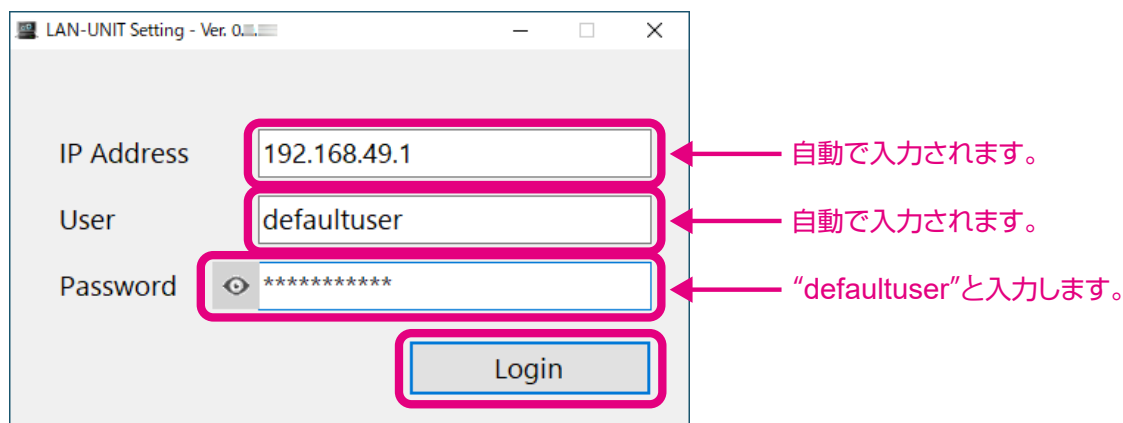 LAN-UNIT Setting - Ver. 0.
IP Address 192.168.49.1 自動で入力されます。
User defaultuser 自動で入力されます。
Password *********** “defaultuser”と入力します。
Login